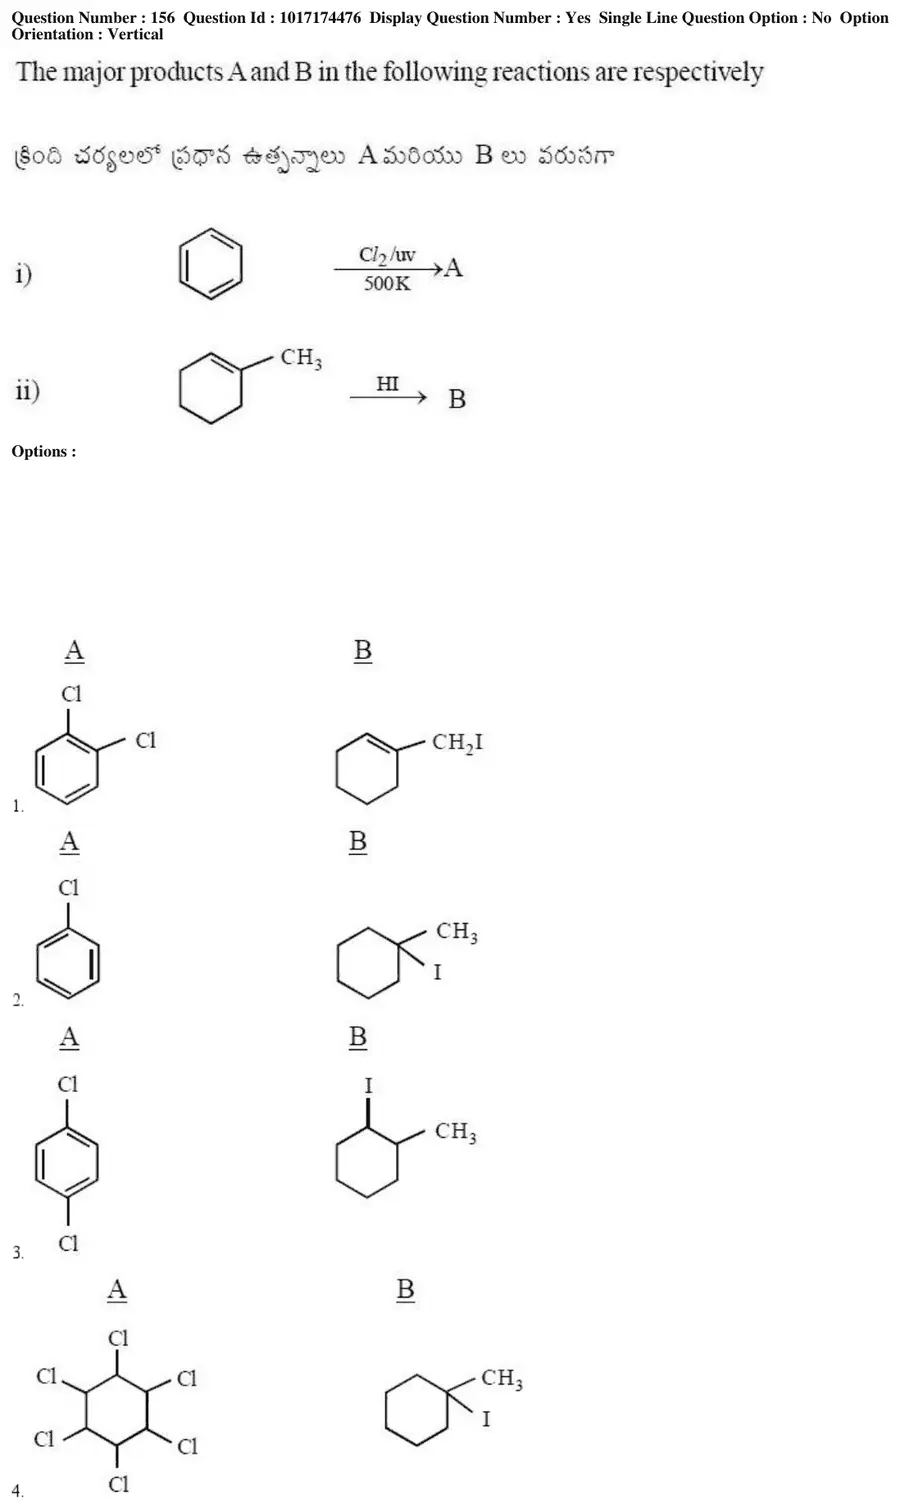 Question Number : 156 Question Id : 1017174476 Display Question Number : Yes Single Line Question Option : No Option
Orientation : Vertical
The major products A and B in the following reactions are respectively
క్రింది చర్యలలో ప్రధాన ఉత్పన్నాలు A మరియు B లు వరుసగా
i)
Cl2/uv
500K
A
ii)
CH3
HI
B
Options :
A B
Cl
Cl
CH2I
1.
A B
Cl
CH3
I
2.
A B
Cl
I
CH3
Cl
3.
A B
Cl
Cl Cl
CH3
I
Cl Cl
Cl
4.